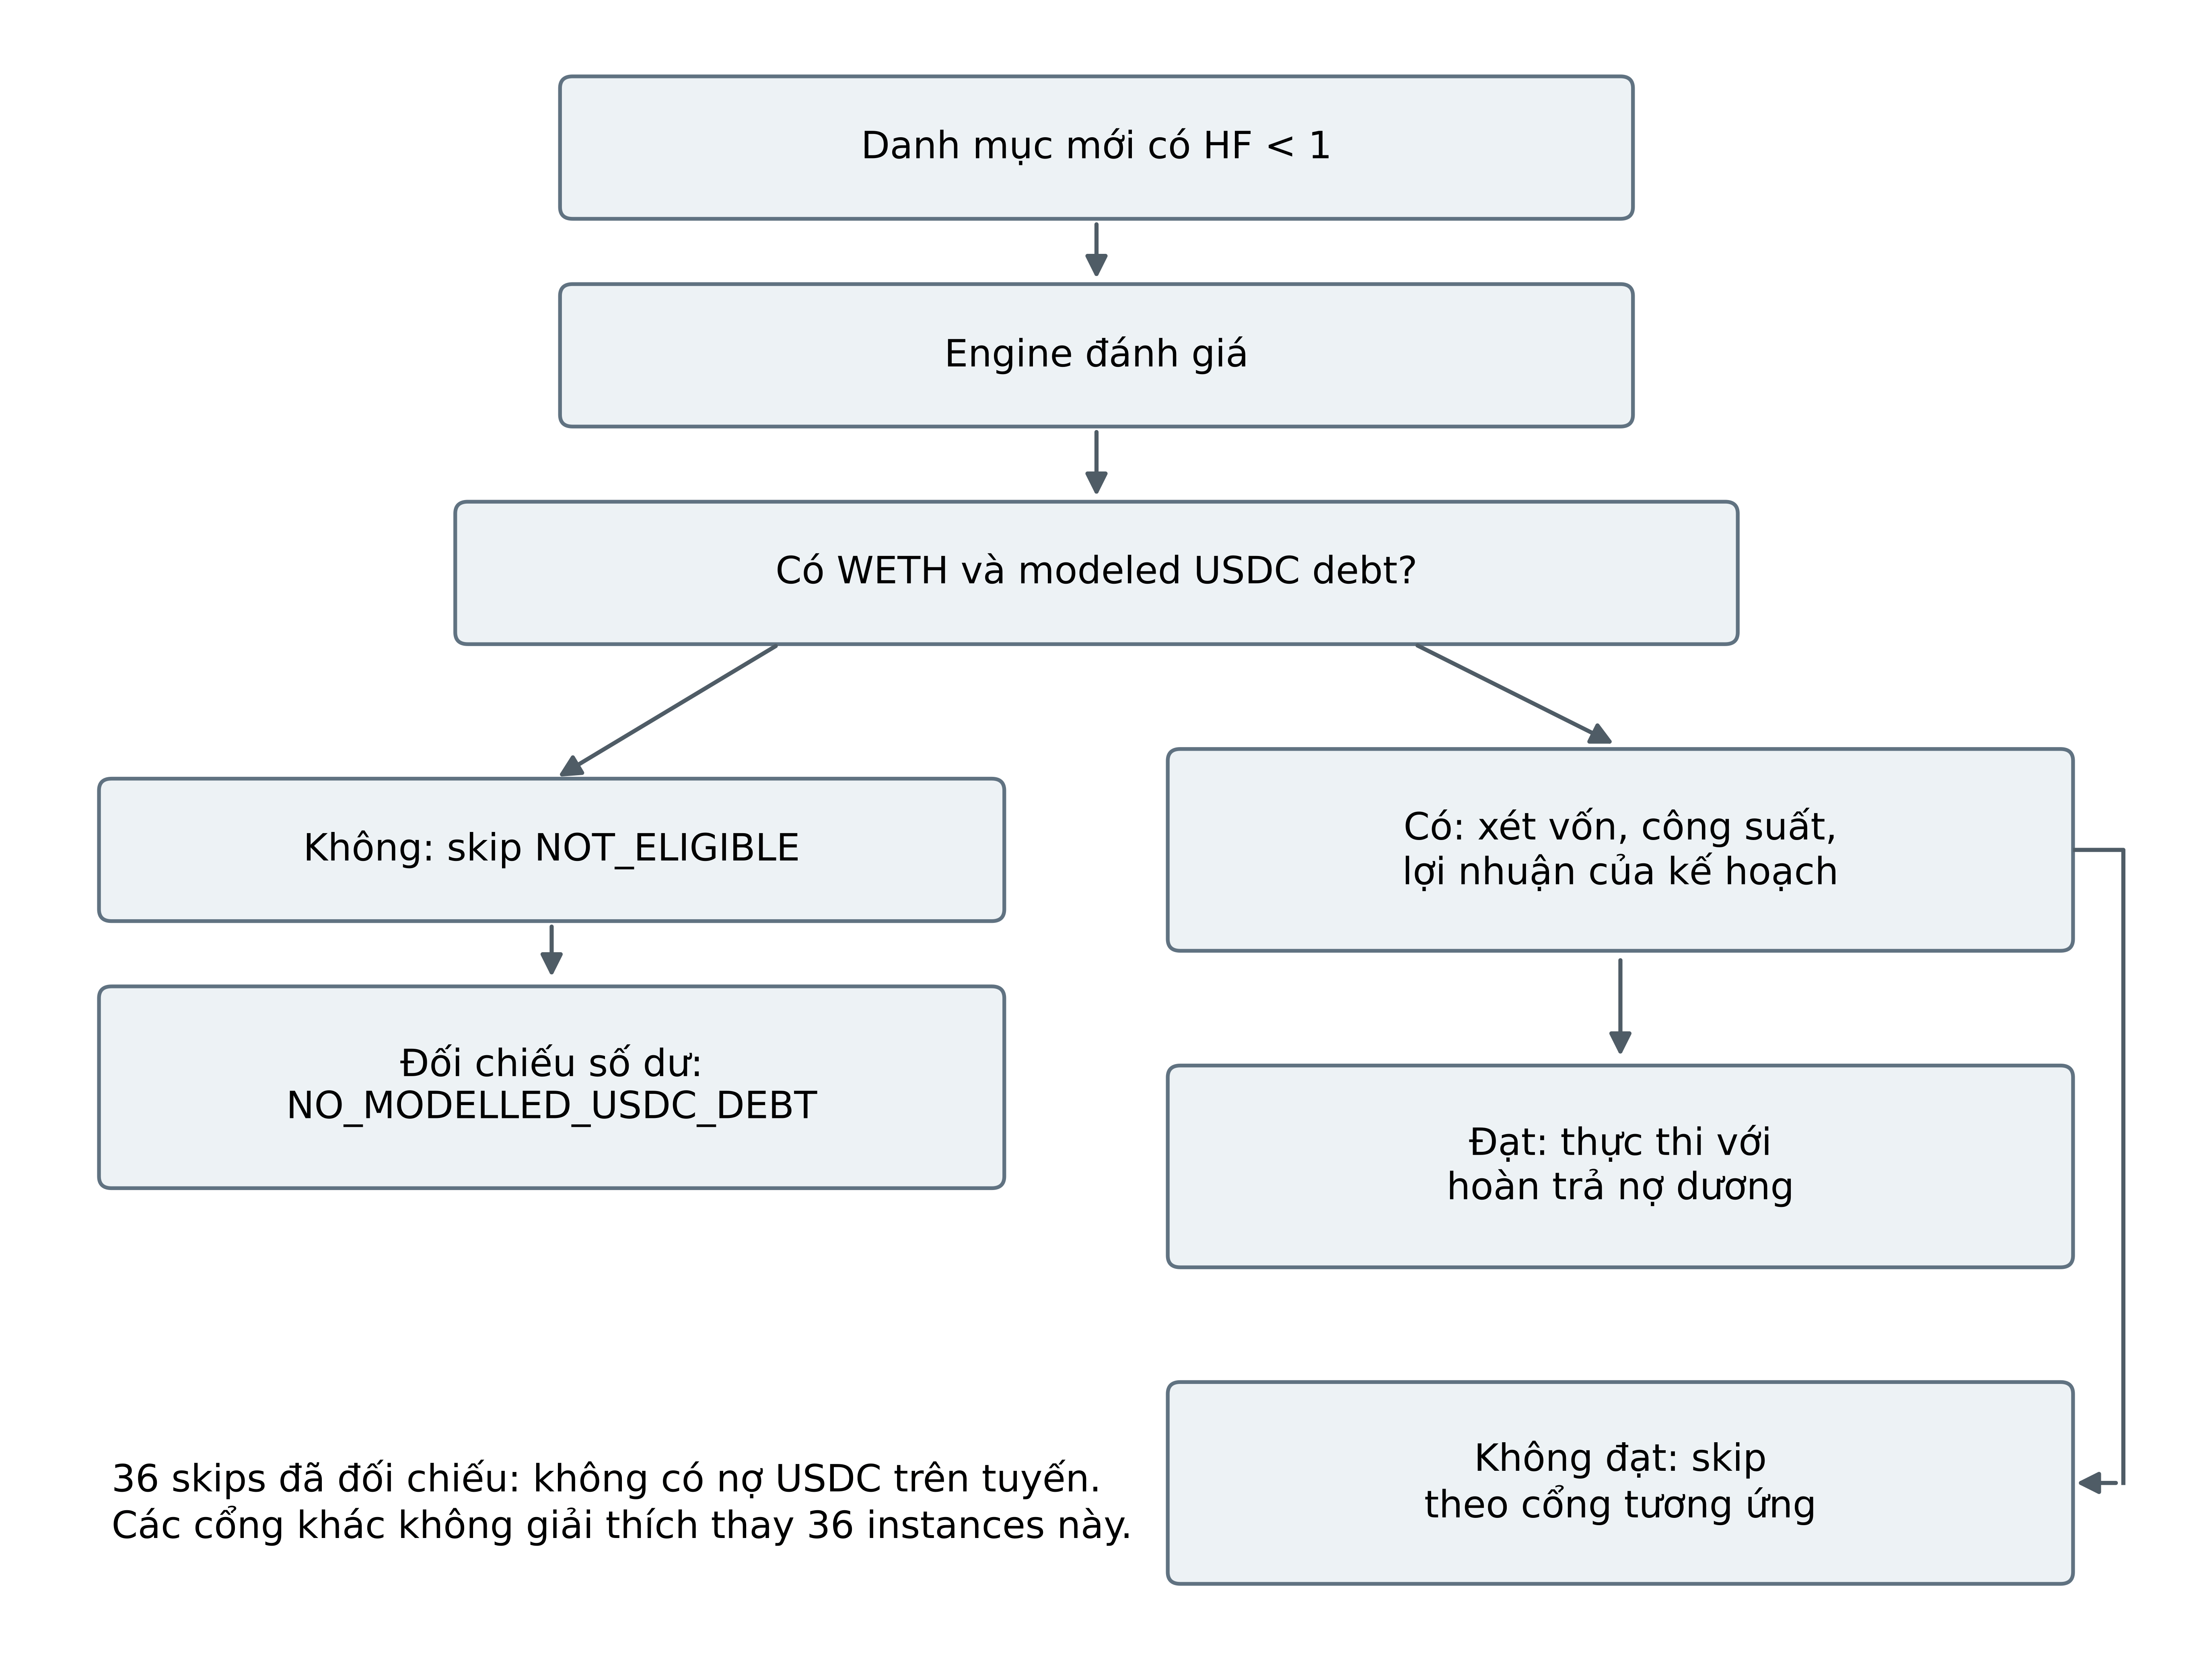 Danh mục mới có HF < 1
Engine đánh giá
Có WETH và modeled USDC debt?
Không: skip NOT_ELIGIBLE
Có: xét vốn, công suất,
lợi nhuận của kế hoạch
Đối chiếu số dư:
NO_MODELLED_USDC_DEBT
Đạt: thực thi với
hoàn trả nợ dương
Không đạt: skip
theo cổng tương ứng
36 skips đã đối chiếu: không có nợ USDC trên tuyến.
Các cổng khác không giải thích thay 36 instances này.